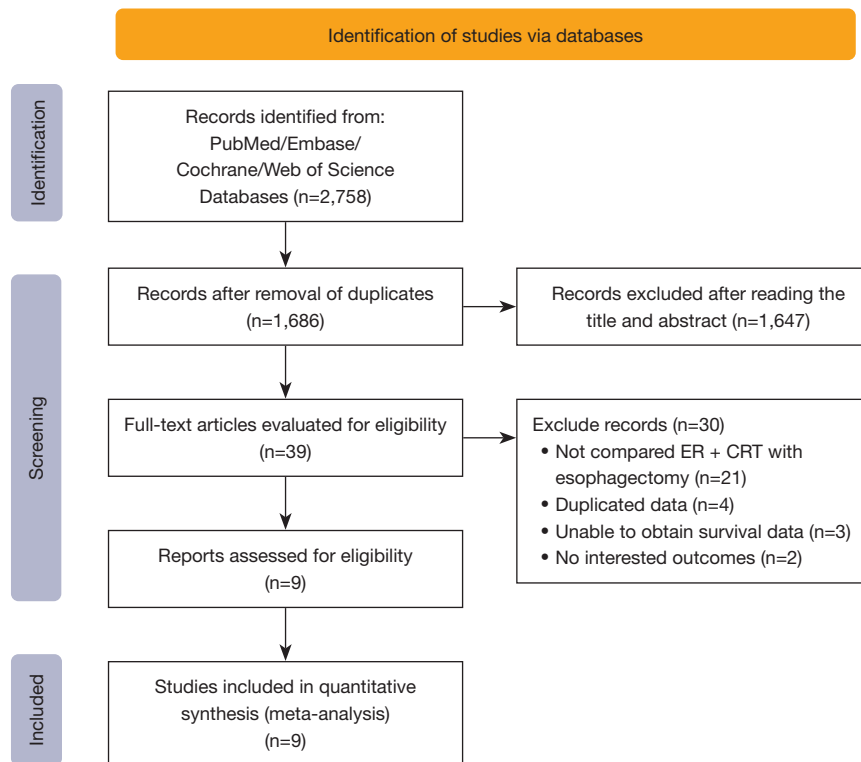 Identification of studies via databases
Identification
Records identified from:
PubMed/Embase/
Cochrane/Web of Science
Databases (n=2,758)
Screening
Records after removal of duplicates
(n=1,686)
Records excluded after reading the
title and abstract (n=1,647)
Full-text articles evaluated for eligibility
(n=39)
Exclude records (n=30)
• Not compared ER + CRT with
esophagectomy (n=21)
• Duplicated data (n=4)
• Unable to obtain survival data (n=3)
• No interested outcomes (n=2)
Reports assessed for eligibility
(n=9)
Included
Studies included in quantitative
synthesis (meta-analysis)
(n=9)